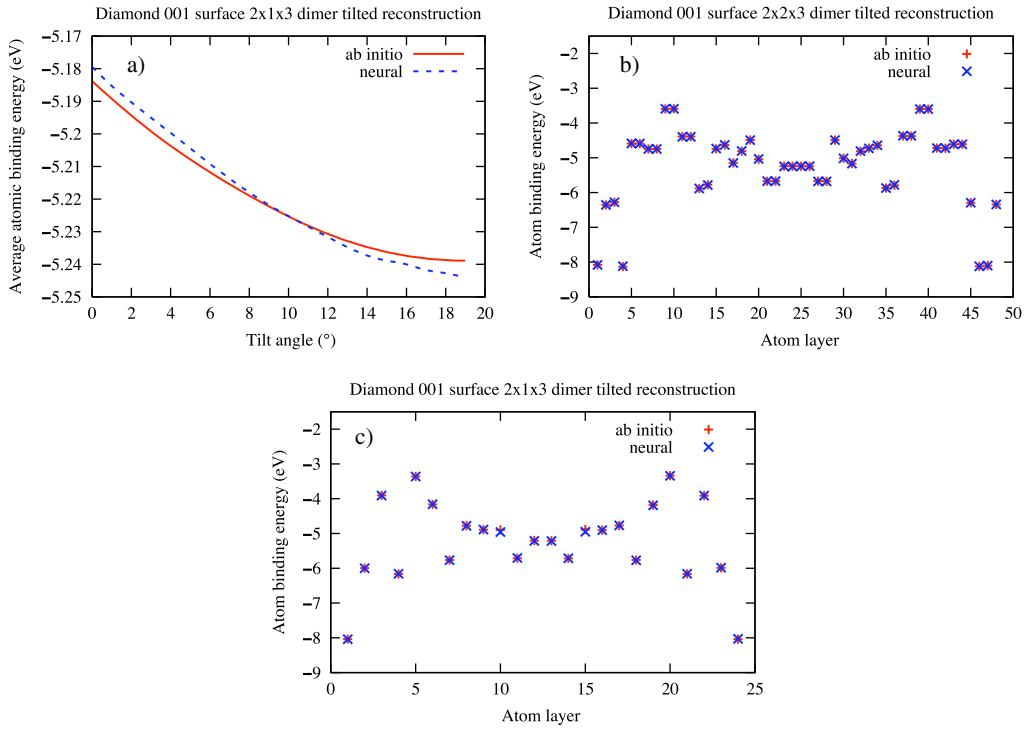 Diamond 001 surface 2x1x3 dimer tilted reconstruction
a)
ab initio
neural
Average atomic binding energy (eV)
−5.17
−5.18
−5.19
−5.2
−5.21
−5.22
−5.23
−5.24
−5.25
0 2 4 6 8 10 12 14 16 18 20
Tilt angle (°)
Diamond 001 surface 2x2x3 dimer tilted reconstruction
b)
ab initio
neural
Atom binding energy (eV)
−2
−3
−4
−5
−6
−7
−8
−9
0 5 10 15 20 25 30 35 40 45 50
Atom layer
Diamond 001 surface 2x1x3 dimer tilted reconstruction
c)
ab initio
neural
Atom binding energy (eV)
−2
−3
−4
−5
−6
−7
−8
−9
0 5 10 15 20 25
Atom layer